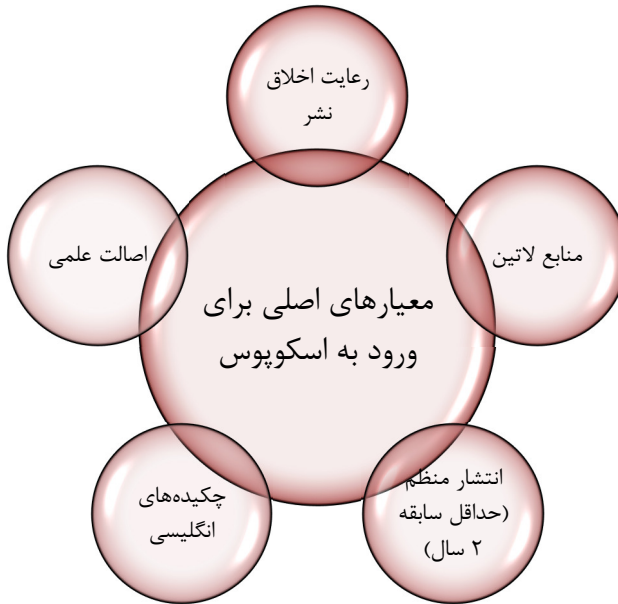 رعایت اخلاق
نشر
منابع لاتین
اصالت علمی
معیارهای اصلی برای
ورود به اسکوپوس
انتشار منظم
(حداقل سابقه
۲ سال)
چکیده‌های
انگلیسی